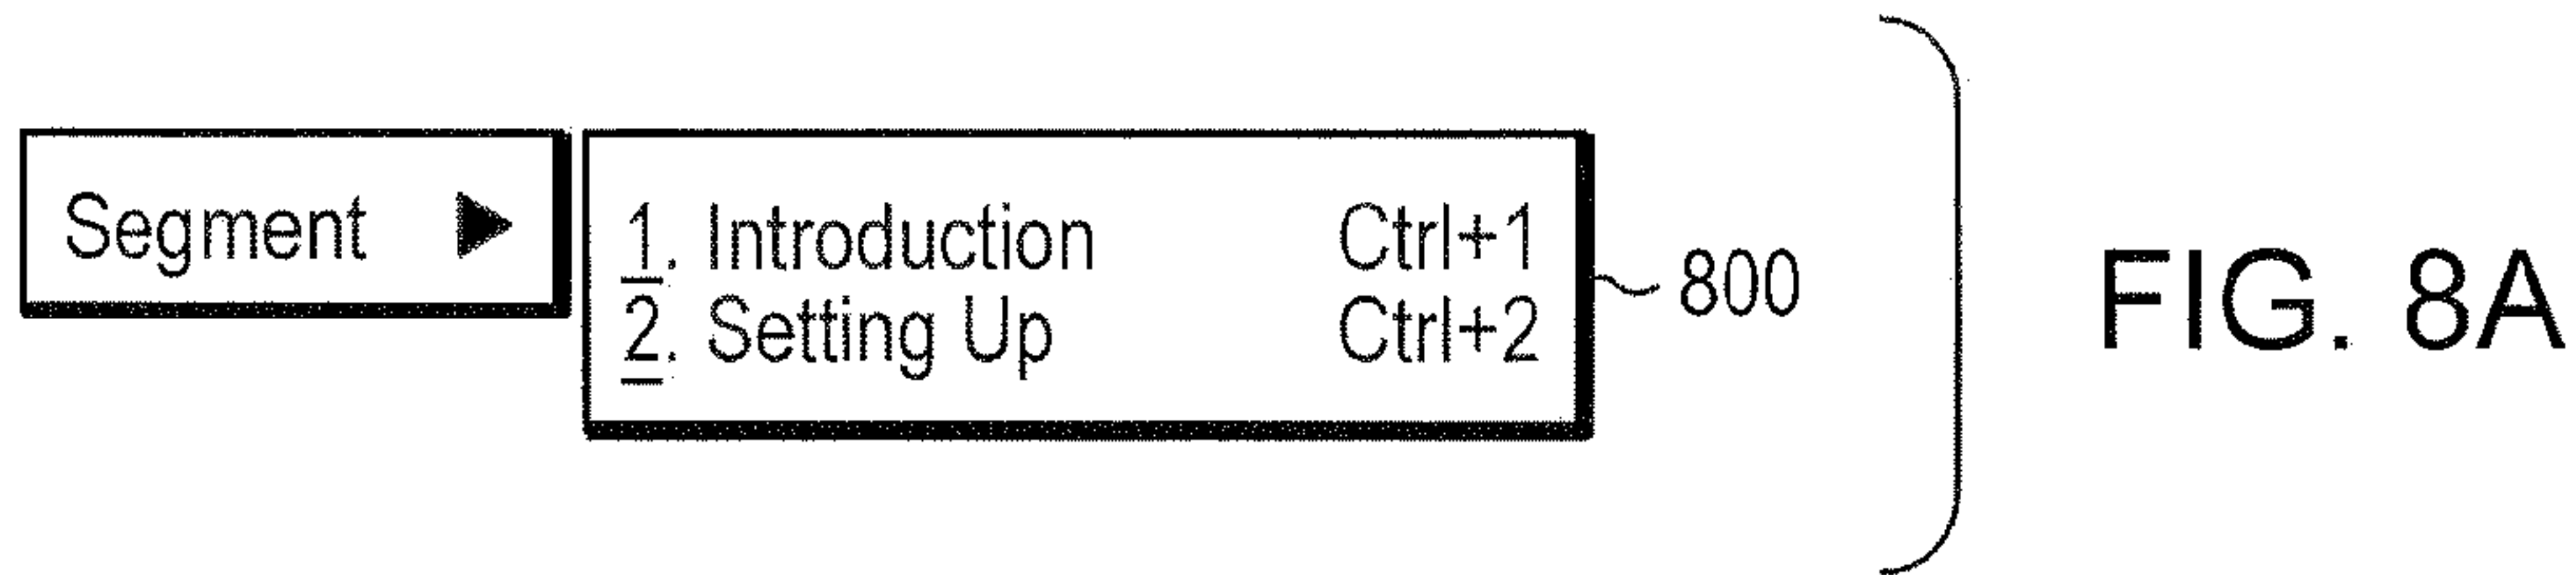 Segment ▶
1. Introduction Ctrl+1
2. Setting Up Ctrl+2
800
FIG. 8A